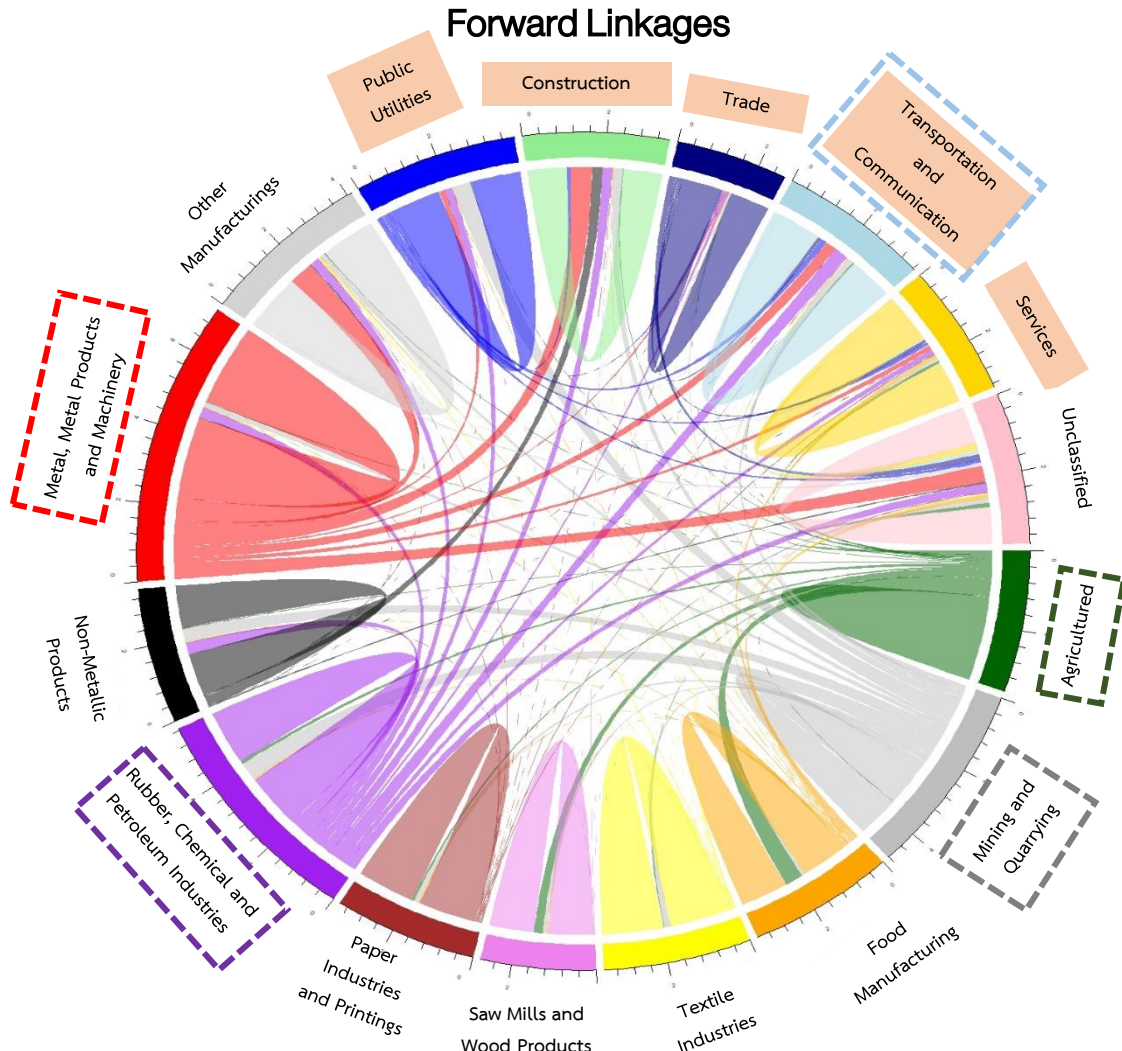 Forward Linkages
Public
Utilities
Construction
Trade
Transportation
and
Communication
Services
Unclassified
Agricultured
Mining and
Quarrying
Food
Manufacturing
Textile
Industries
Saw Mills and
Wood Products
Paper
Industries
and Printings
Rubber, Chemical and
Petroleum Industries
Non-Metallic
Products
Metal, Metal Products
and Machinery
Other
Manufacturings